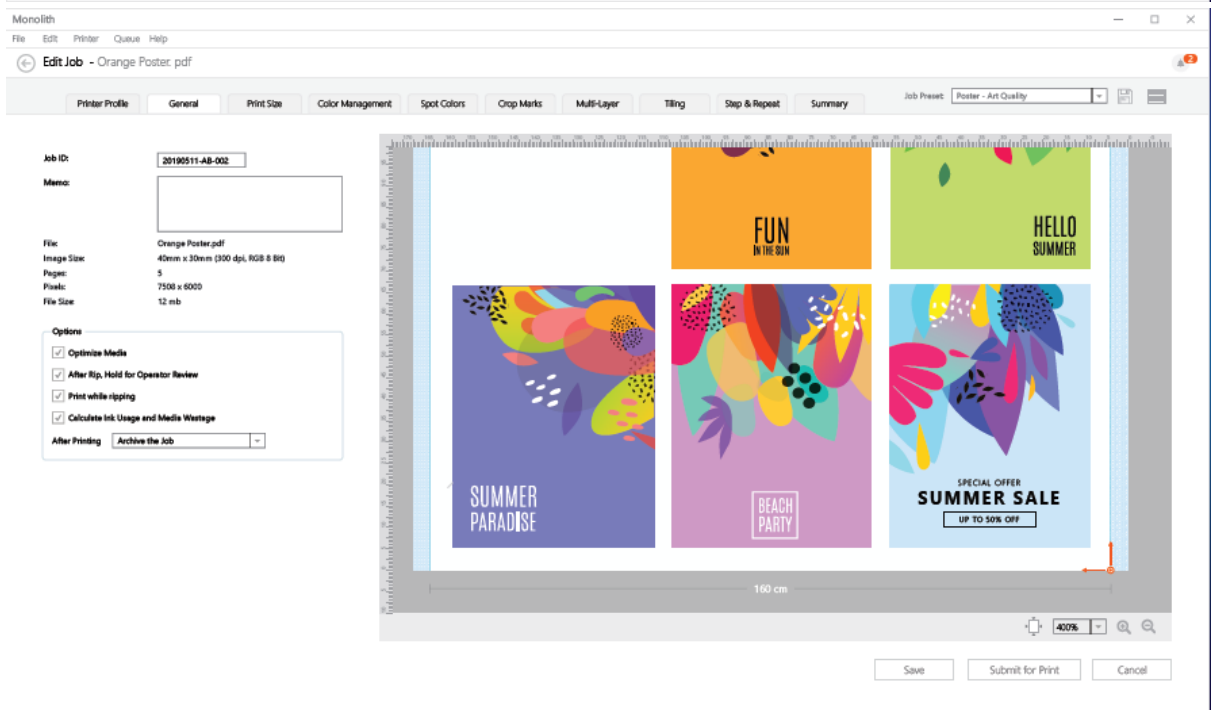 Monolith
File Edit Printer Queue Help
Edit Job - Orange Poster. pdf
2
Printer Profile General Print Size Color Management Spot Colors Crop Marks Multi-Layer Tiling Step & Repeat Summary
Job Preset: Poster - Art Quality
Job ID: 20190511-AB-002
Memo:
File: Orange Poster.pdf
Image Size: 40mm x 30mm (300 dpi, RGB 8 Bit)
Pages: 5
Pixels: 7508 x 6000
File Size 12 mb
Options
Optimize Media
After Rip, Hold for Operator Review
Print while ripping
Calculate Ink Usage and Media Wastage
After Printing Archive the Job
FUN
IN THE SUN
HELLO
SUMMER
SUMMER
PARADISE
BEACH
PARTY
SPECIAL OFFER
SUMMER SALE
UP TO 50% OFF
160 cm
400%
Save Submit for Print Cancel